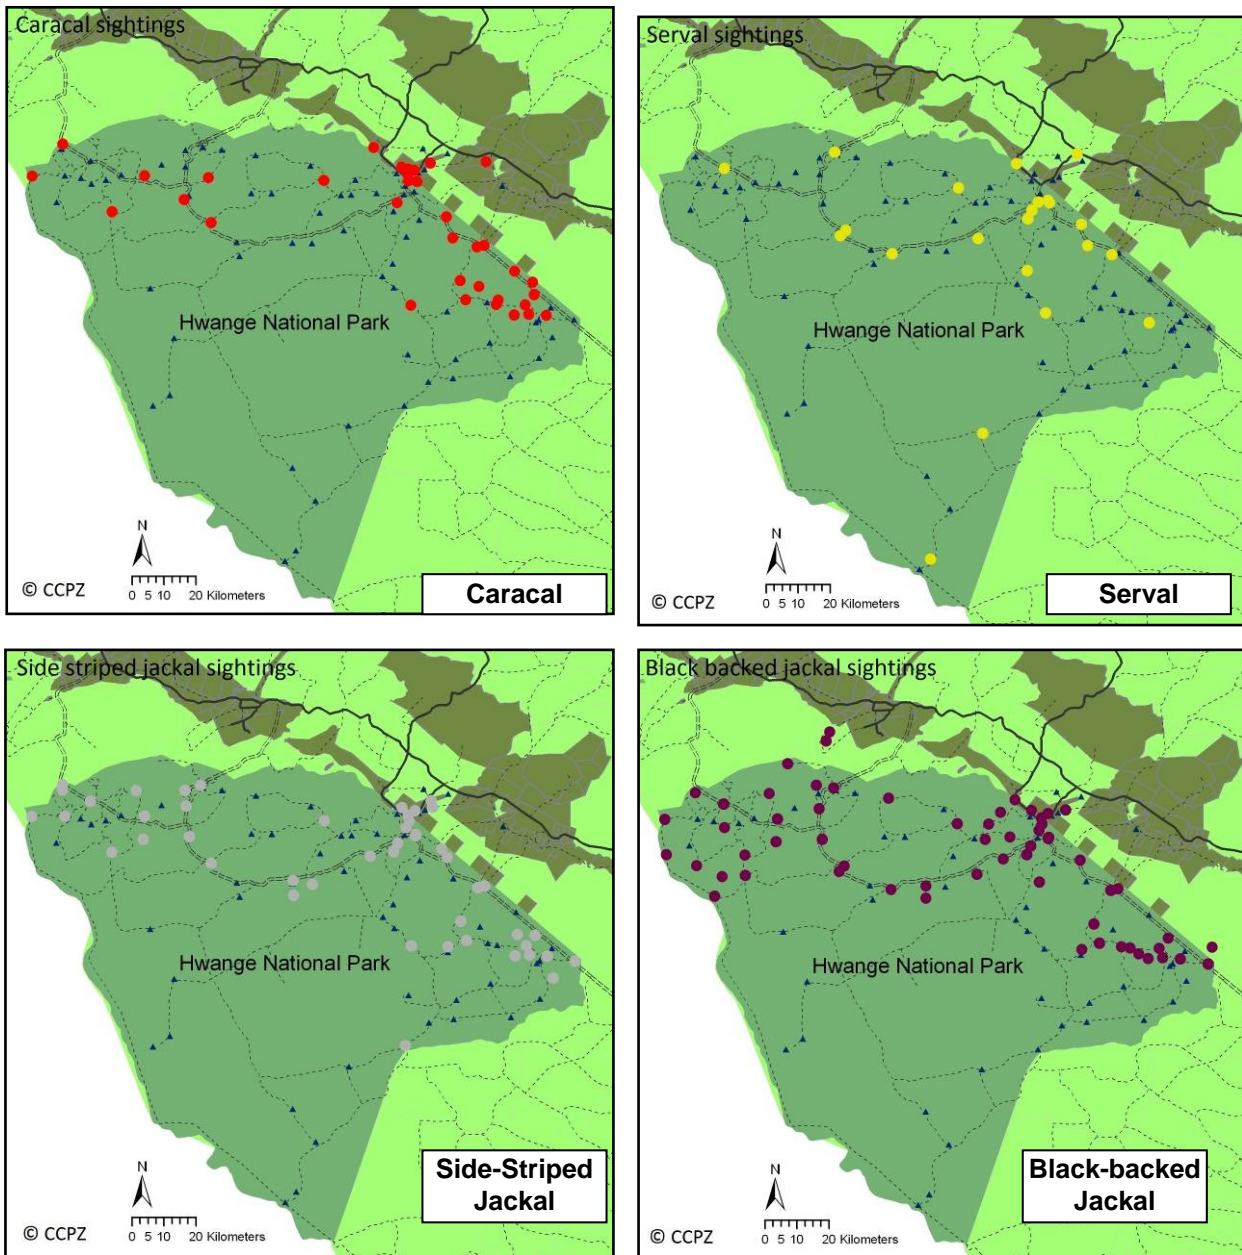 Caracal sightings
Hwange National Park
N
0 5 10 20 Kilometers
© CCPZ
Caracal
Serval sightings
Hwange National Park
N
0 5 10 20 Kilometers
© CCPZ
Serval
Side striped jackal sightings
Hwange National Park
N
0 5 10 20 Kilometers
© CCPZ
Side-Striped
Jackal
Black backed jackal sightings
Hwange National Park
N
0 5 10 20 Kilometers
© CCPZ
Black-backed
Jackal